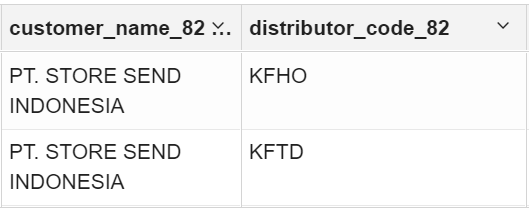 customer_name_82 ... distributor_code_82
PT. STORE SEND KFHO
INDONESIA
PT. STORE SEND KFTD
INDONESIA